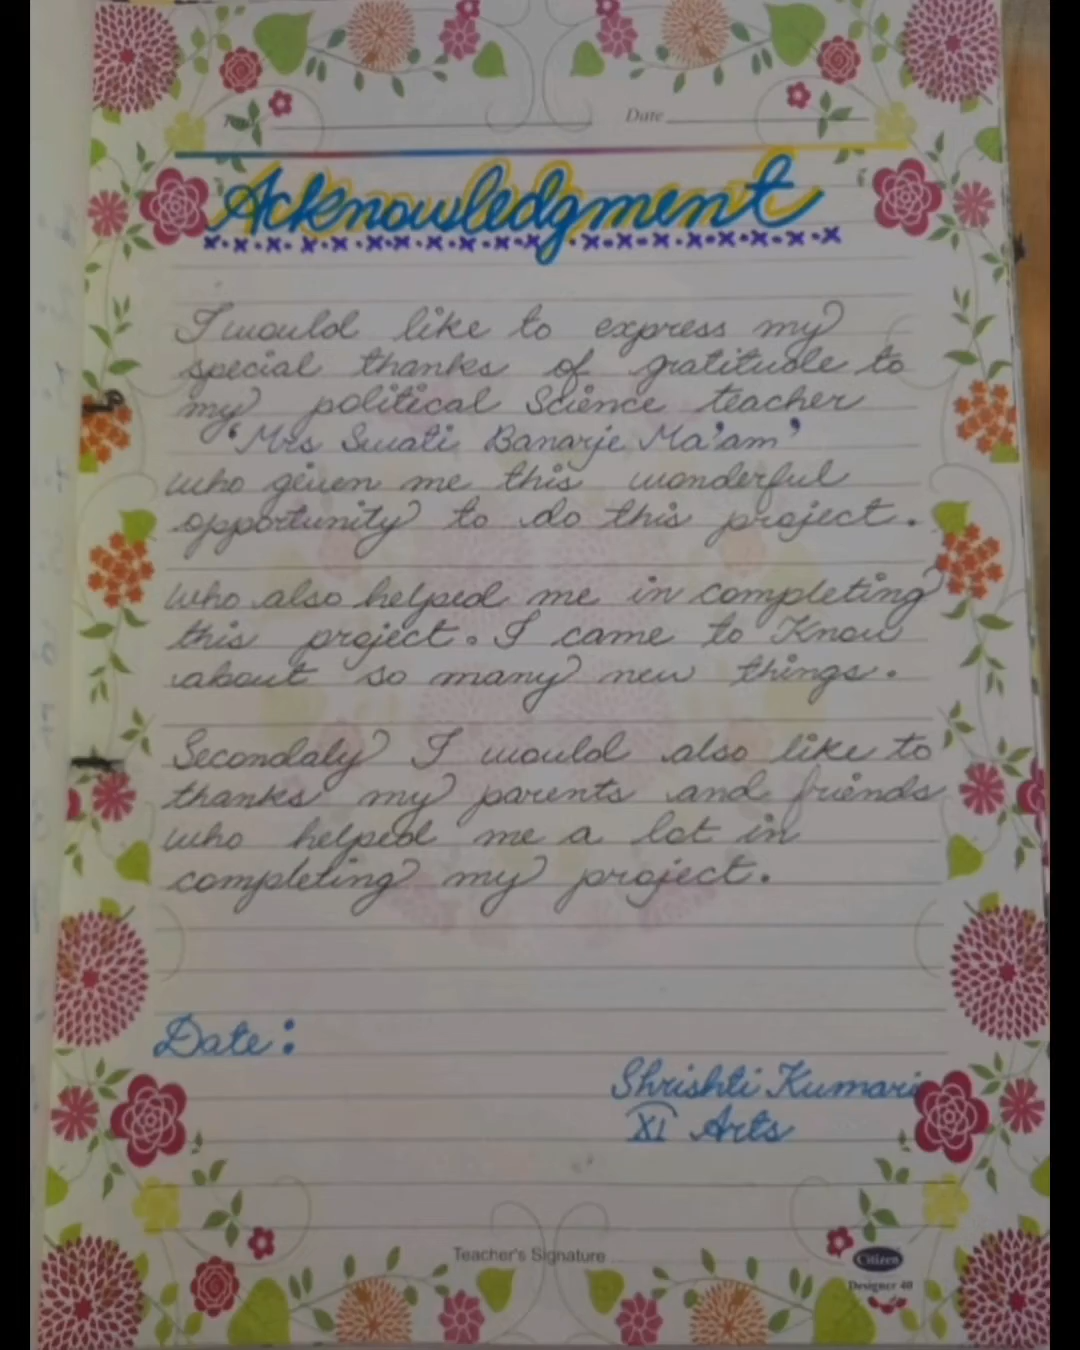 Date
Acknowledgment
I would like to express my
special thanks of gratitude to
my political Science teacher
'Mrs Swati Banarje Ma'am'
who given me this wonderful
opportunity to do this project.
who also helped me in completing
this project. I came to Know
about so many new things.
Secondaly I would also like to
thanks my parents and friends
who helped me a lot in
completing my project.
Date:
Shrishti Kumari
XI Arts
Teacher's Signature
Citizen
Designer 40